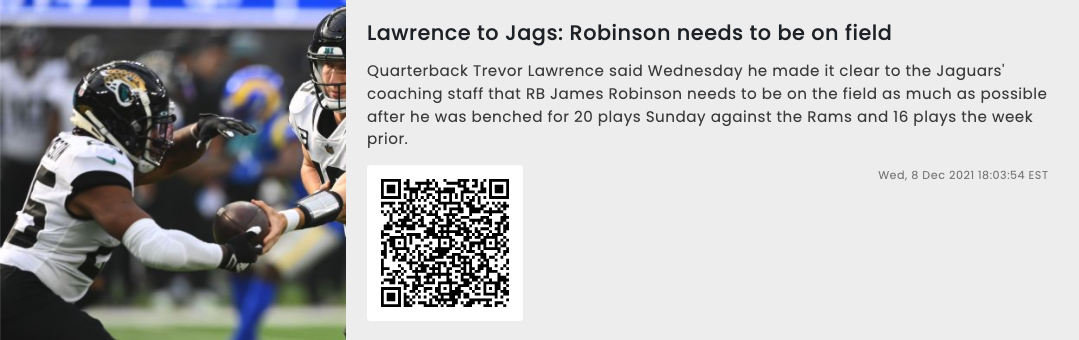 Lawrence to Jags: Robinson needs to be on field
Quarterback Trevor Lawrence said Wednesday he made it clear to the Jaguars'
coaching staff that RB James Robinson needs to be on the field as much as possible
after he was benched for 20 plays Sunday against the Rams and 16 plays the week
prior.
Wed, 8 Dec 2021 18:03:54 EST